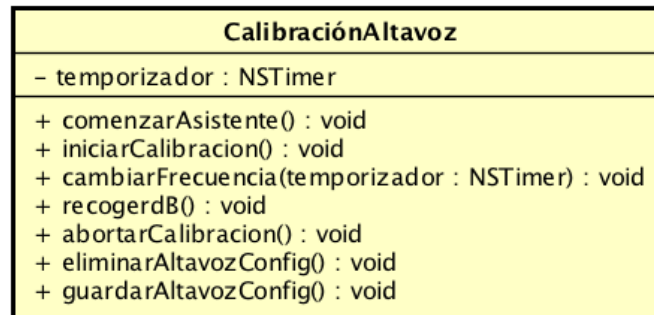 CalibraciónAltavoz
– temporizador : NSTimer
+ comenzarAsistente() : void
+ iniciarCalibracion() : void
+ cambiarFrecuencia(temporizador : NSTimer) : void
+ recogerdB() : void
+ abortarCalibracion() : void
+ eliminarAltavozConfig() : void
+ guardarAltavozConfig() : void